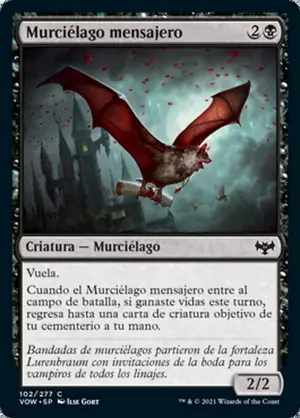 Murciélago mensajero 2
Criatura — Murciélago
Vuela.
Cuando el Murciélago mensajero entre al
campo de batalla, si ganaste vidas este turno,
regresa hasta una carta de criatura objetivo de
tu cementerio a tu mano.
Bandadas de murciélagos partieron de la fortaleza
Lurenbraum con invitaciones de la boda para los
vampiros de todos los linajes.
2/2
102/277 C
VOW • SP Ilse Gort
™ & © 2021 Wizards of the Coast